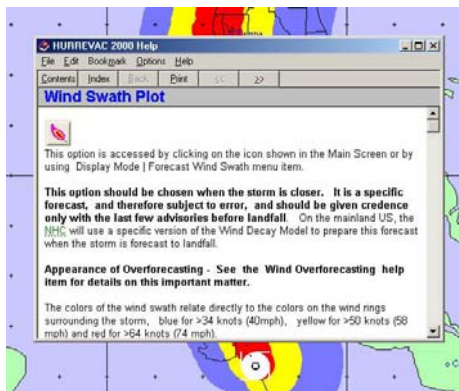 HURREVAC 2000 Help
File Edit Bookmark Options Help
Contents Index Back Print << >>
Wind Swath Plot
This option is accessed by clicking on the icon shown in the Main Screen or by
using Display Mode | Forecast Wind Swath menu item.
This option should be chosen when the storm is closer. It is a specific
forecast, and therefore subject to error, and should be given credence
only with the last few advisories before landfall. On the mainland US, the
NHC will use a specific version of the Wind Decay Model to prepare this forecast
when the storm is forecast to landfall.
Appearance of Overforecasting - See the Wind Overforecasting help
item for details on this important matter.
The colors of the wind swath relate directly to the colors on the wind rings
surrounding the storm, blue for >34 knots (40mph), yellow for >50 knots (58
mph) and red for >64 knots (74 mph).